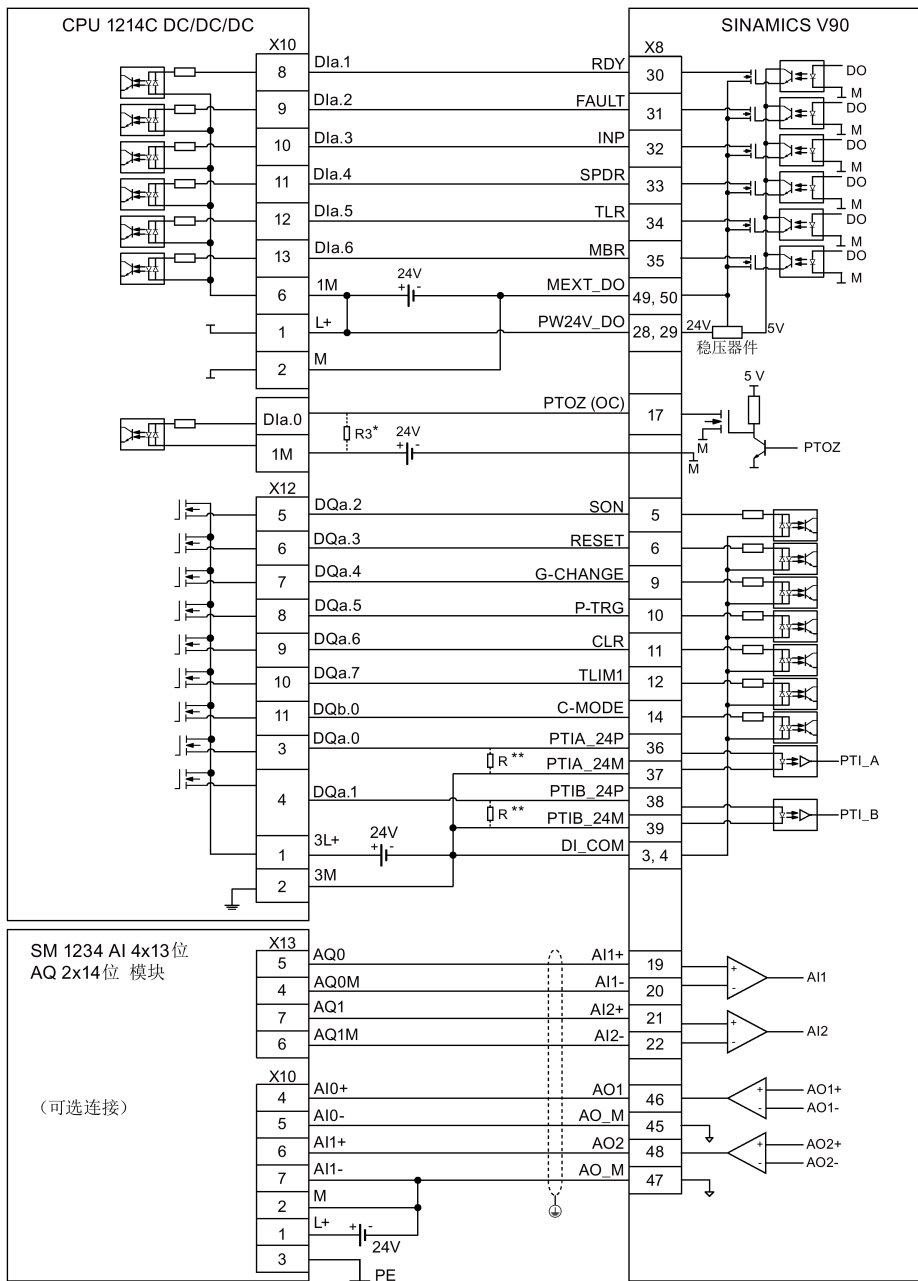 CPU 1214C DC/DC/DC
SINAMICS V90
X10
X8
8 DIa.1 RDY 30 DO
M
9 DIa.2 FAULT 31 DO
M
10 DIa.3 INP 32 DO
M
11 DIa.4 SPDR 33 DO
M
12 DIa.5 TLR 34 DO
M
13 DIa.6 MBR 35 DO
M
24V
+ -
6 1M MEXT_DO 49, 50
1 L+ PW24V_DO 28, 29 24V 5V
稳压器件
2 M
5 V
DIa.0 PTOZ (OC) 17
R3*
24V
+ -
1M M M PTOZ
X12
5 DQa.2 SON 5
6 DQa.3 RESET 6
7 DQa.4 G-CHANGE 9
8 DQa.5 P-TRG 10
9 DQa.6 CLR 11
10 DQa.7 TLIM1 12
11 DQb.0 C-MODE 14
3 DQa.0 PTIA_24P 36
R ** PTIA_24M 37 PTI_A
4 DQa.1 PTIB_24P 38
R ** PTIB_24M 39 PTI_B
24V
+ -
1 3L+ DI_COM 3, 4
2 3M
SM 1234 AI 4x13位
AQ 2x14位 模块
X13
5 AQ0 AI1+ 19 + AI1
4 AQ0M AI1- 20 -
7 AQ1 AI2+ 21 + AI2
6 AQ1M AI2- 22 -
（可选连接）
X10
4 AI0+ AO1 46 + AO1+
- AO1-
5 AI0- AO_M 45
6 AI1+ AO2 48 + AO2+
- AO2-
7 AI1- AO_M 47
2 M
1 L+ + -
24V
3 PE